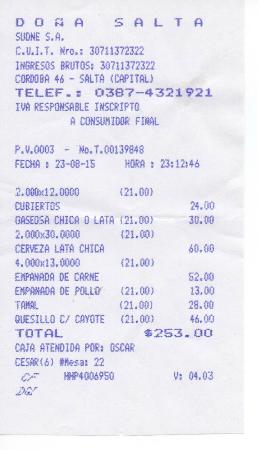 DOÑA SALTA
SUDNE S.A.
C.U.I.T. Nro.: 30711372322
INGRESOS BRUTOS: 30711372322
CORDOBA 46 - SALTA (CAPITAL)
TELEF.: 0387-4321921
IVA RESPONSABLE INSCRIPTO
A CONSUMIDOR FINAL
P.V.0003 - No.T.00139848
FECHA : 23-08-15 HORA : 23:12:46
2.000x12.0000 (21.00)
CUBIERTOS 24.00
GASEOSA CHICA O LATA (21.00) 30.00
2.000x30.0000 (21.00)
CERVEZA LATA CHICA 60.00
4.000x13.0000 (21.00)
EMPANADA DE CARNE 52.00
EMPANADA DE POLLO (21.00) 13.00
TAMAL (21.00) 28.00
QUESILLO C/ CAYOTE (21.00) 46.00
TOTAL $253.00
CAJA ATENDIDA POR: OSCAR
CESAR(6) #Mesa: 22
CF HHP4006950 V: 04.03
DGI